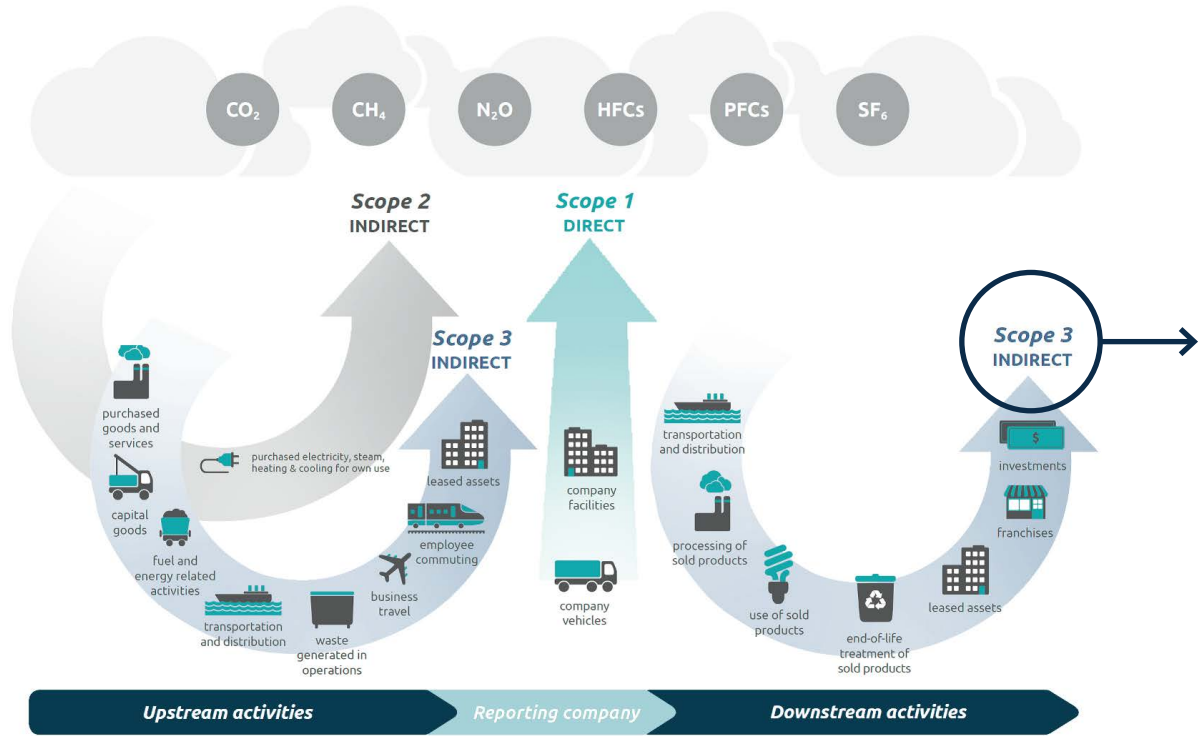 CO₂
CH₄
N₂O
HFCs
PFCs
SF₆
Scope 2
INDIRECT
Scope 1
DIRECT
Scope 3
INDIRECT
Scope 3
INDIRECT
purchased
goods and
services
capital
goods
fuel and
energy related
activities
purchased electricity, steam,
heating & cooling for own use
transportation
and distribution
waste
generated in
operations
business
travel
employee
commuting
leased assets
company
facilities
company
vehicles
transportation
and distribution
processing of
sold products
use of sold
products
end-of-life
treatment of
sold products
leased assets
franchises
$
investments
Upstream activities
Reporting company
Downstream activities